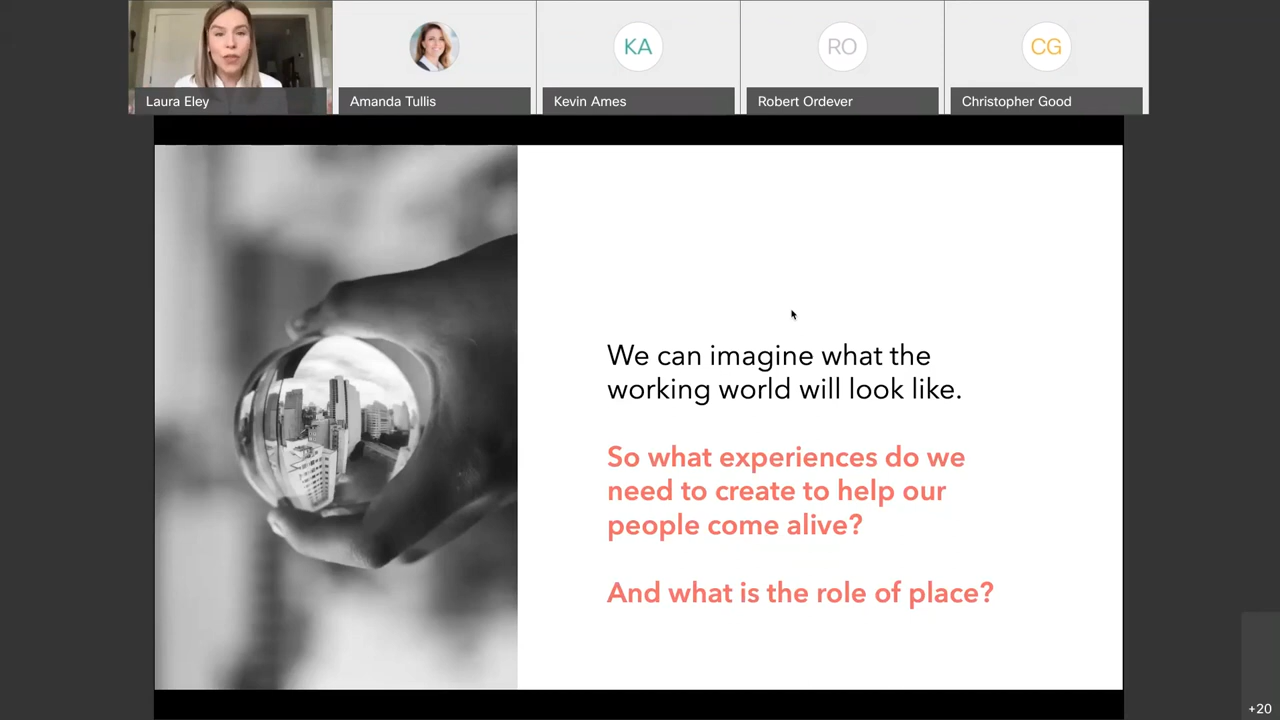 KA
RO
CG
Laura Eley
Amanda Tullis
Kevin Ames
Robert Ordever
Christopher Good
We can imagine what the
working world will look like.
So what experiences do we
need to create to help our
people come alive?
And what is the role of place?
+20